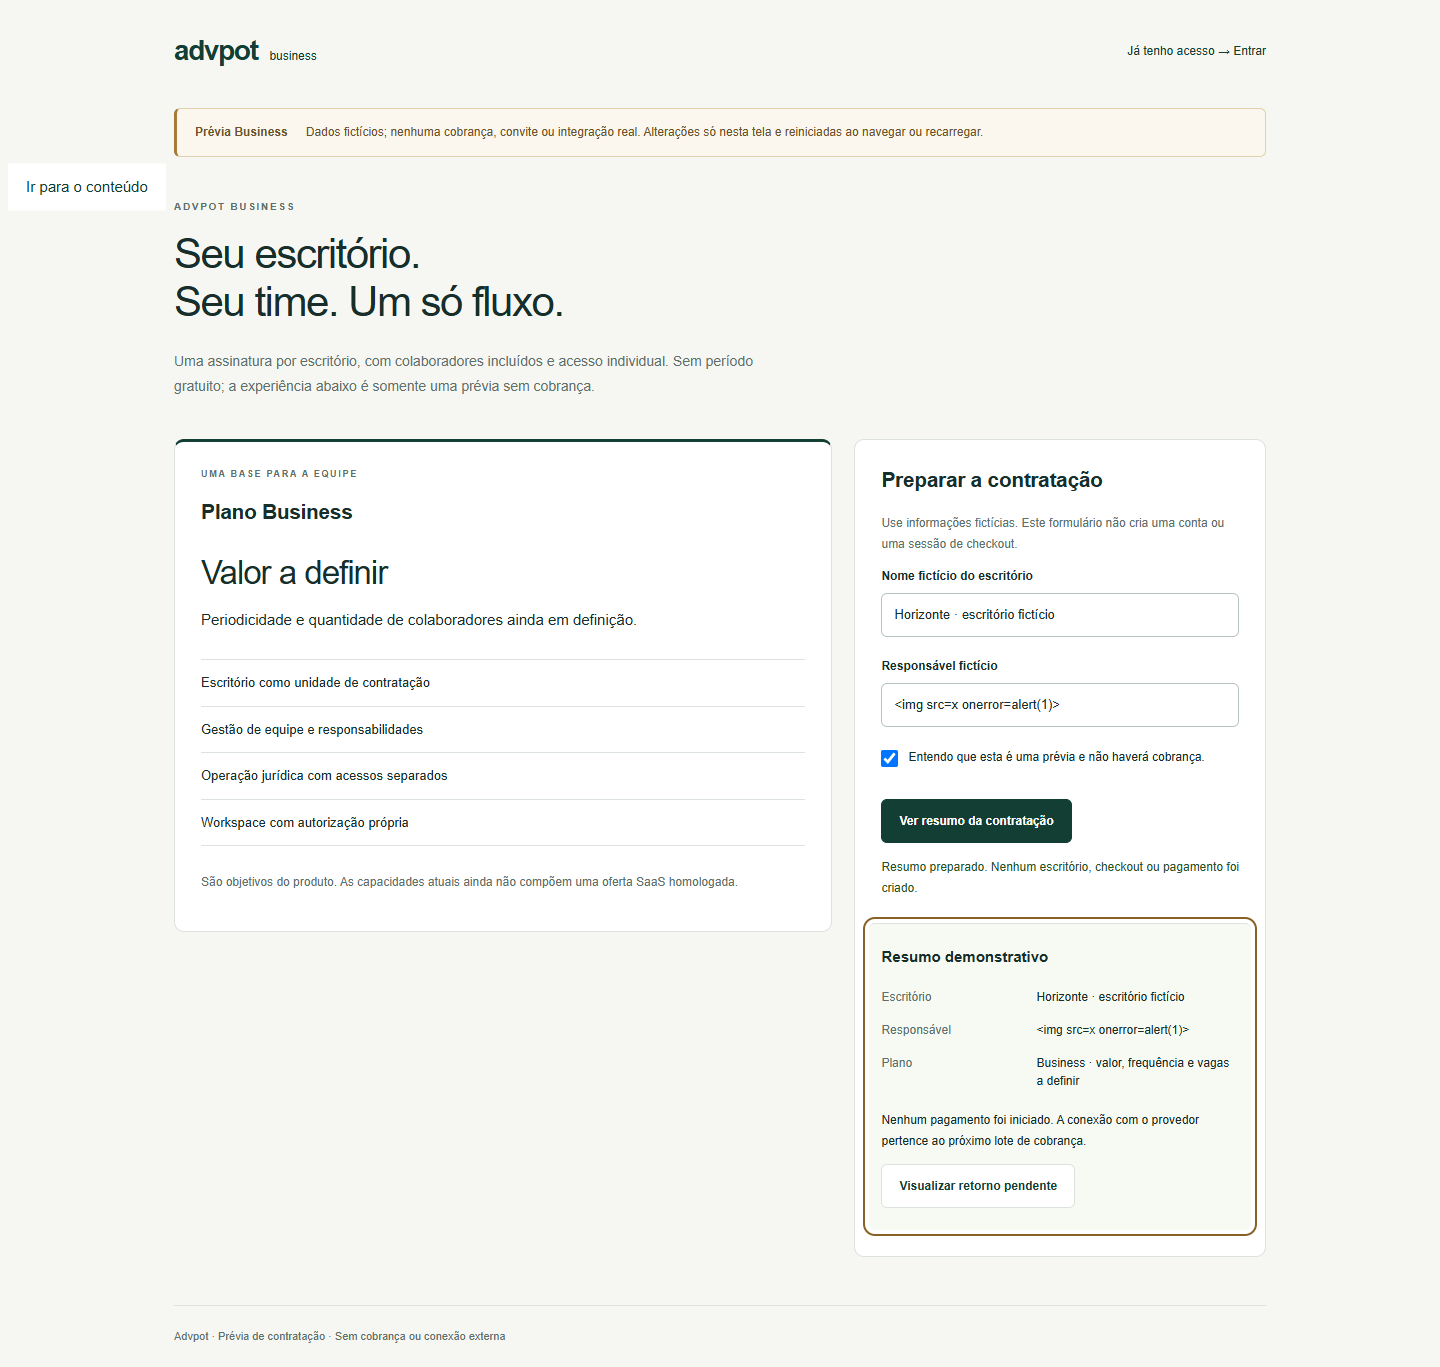 advpot business
Já tenho acesso → Entrar
Prévia Business Dados fictícios; nenhuma cobrança, convite ou integração real. Alterações só nesta tela e reiniciadas ao navegar ou recarregar.
Ir para o conteúdo
ADVPOT BUSINESS
Seu escritório.
Seu time. Um só fluxo.
Uma assinatura por escritório, com colaboradores incluídos e acesso individual. Sem período
gratuito; a experiência abaixo é somente uma prévia sem cobrança.
UMA BASE PARA A EQUIPE
Plano Business
Valor a definir
Periodicidade e quantidade de colaboradores ainda em definição.
Escritório como unidade de contratação
Gestão de equipe e responsabilidades
Operação jurídica com acessos separados
Workspace com autorização própria
São objetivos do produto. As capacidades atuais ainda não compõem uma oferta SaaS homologada.
Preparar a contratação
Use informações fictícias. Este formulário não cria uma conta ou
uma sessão de checkout.
Nome fictício do escritório
Horizonte · escritório fictício
Responsável fictício
<img src=x onerror=alert(1)>
Entendo que esta é uma prévia e não haverá cobrança.
Ver resumo da contratação
Resumo preparado. Nenhum escritório, checkout ou pagamento foi
criado.
Resumo demonstrativo
Escritório Horizonte · escritório fictício
Responsável <img src=x onerror=alert(1)>
Plano Business · valor, frequência e vagas
a definir
Nenhum pagamento foi iniciado. A conexão com o provedor
pertence ao próximo lote de cobrança.
Visualizar retorno pendente
Advpot · Prévia de contratação · Sem cobrança ou conexão externa